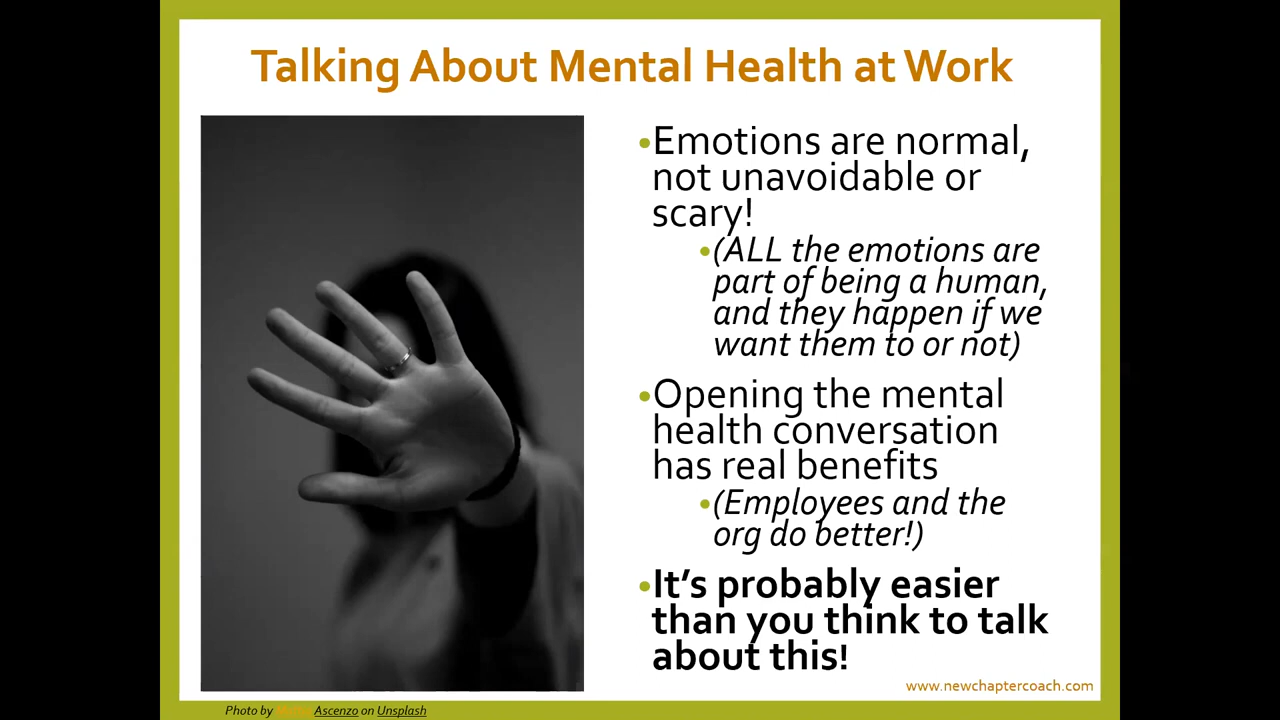 Talking About Mental Health at Work
•Emotions are normal,
not unavoidable or
scary!
•(ALL the emotions are
part of being a human,
and they happen if we
want them to or not)
•Opening the mental
health conversation
has real benefits
•(Employees and the
org do better!)
•It's probably easier
than you think to talk
about this!
www.newchaptercoach.com
Photo by Ascenzo on Unsplash